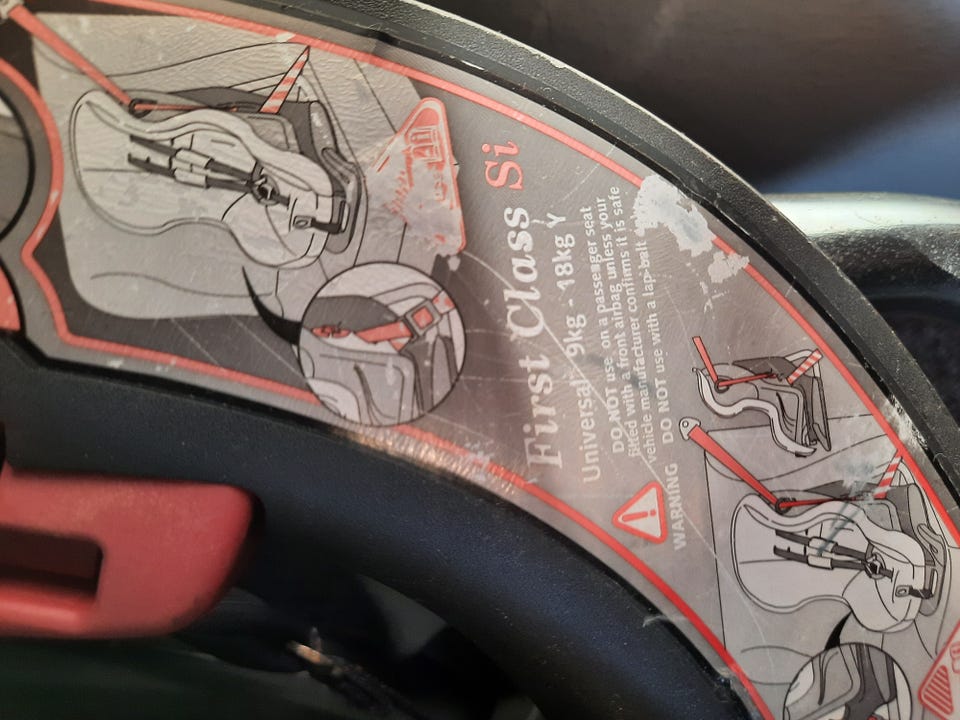 First Class Si
Universal 9kg - 18kg Y
DO NOT use on a passenger seat
fitted with a front airbag unless your
vehicle manufacturer confirms it is safe
DO NOT use with a lap-belt
WARNING